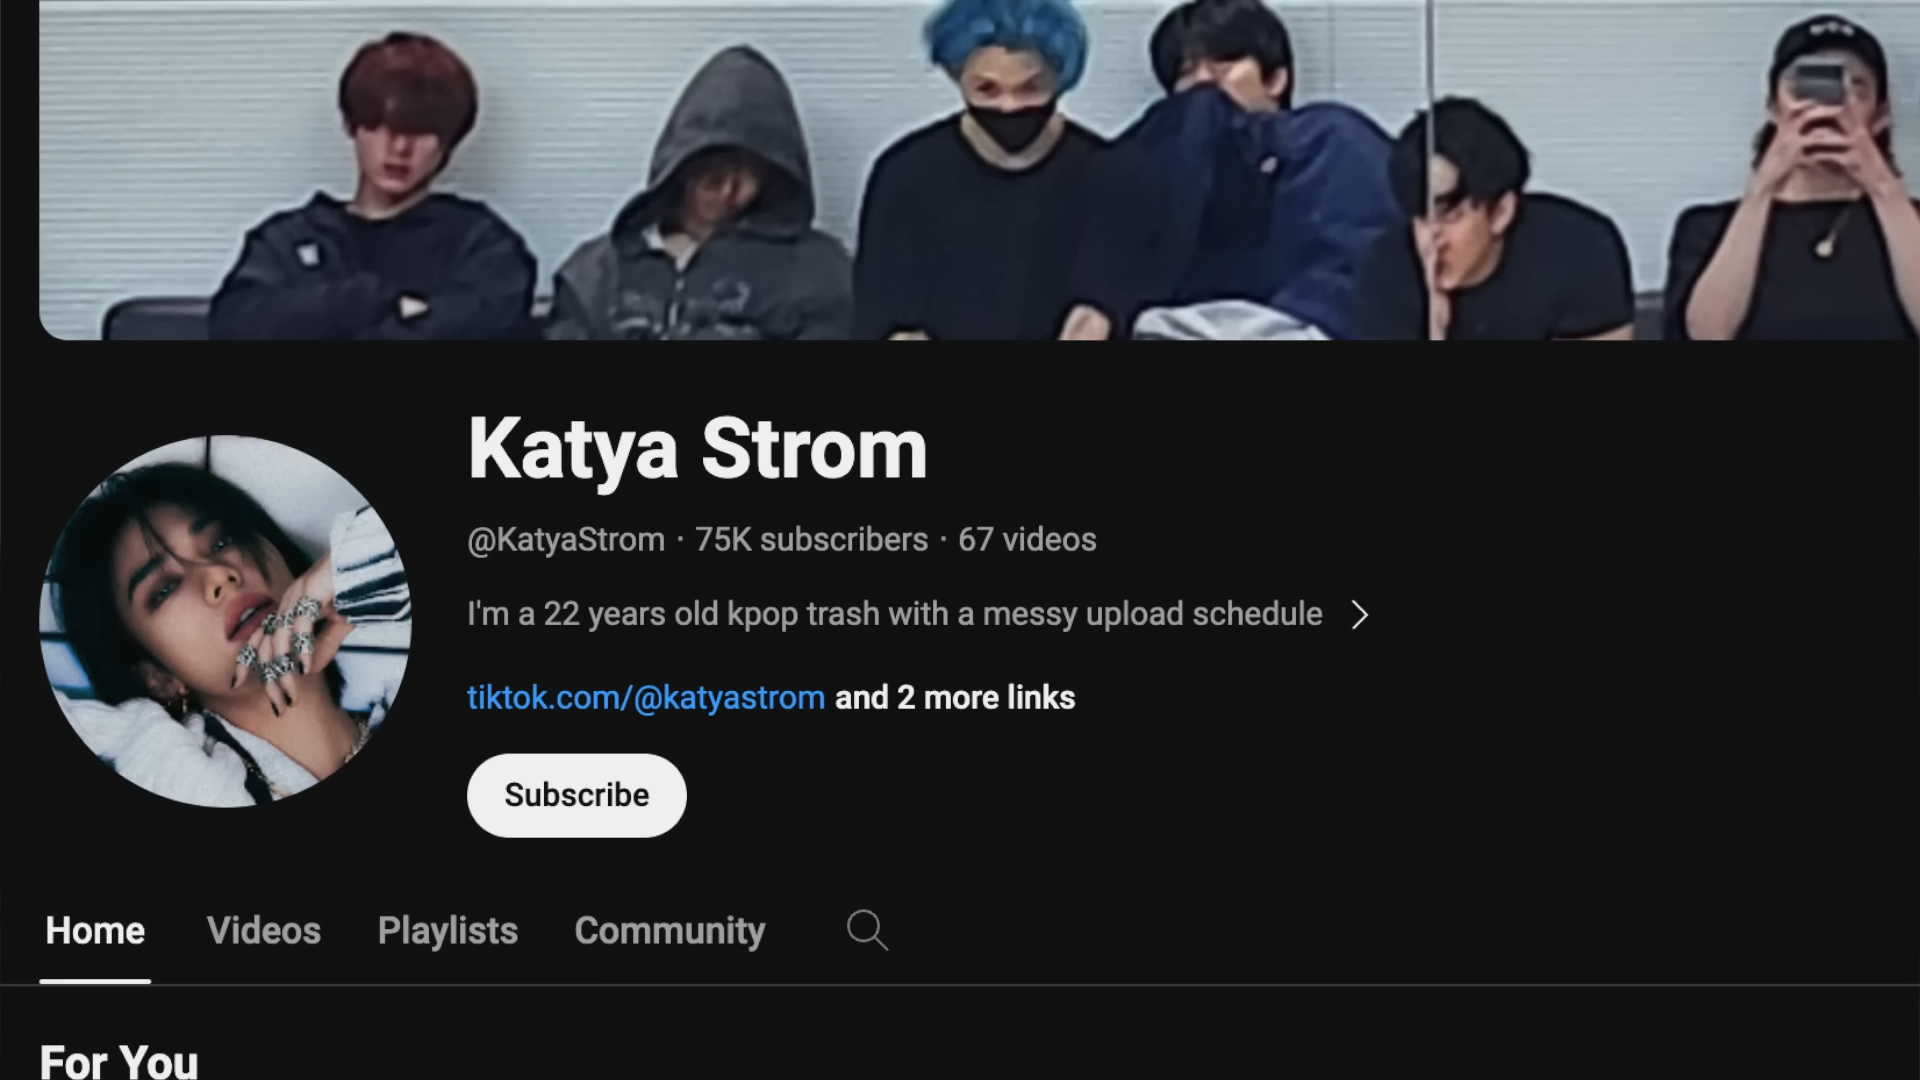 Katya Strom
@KatyaStrom · 75K subscribers · 67 videos
I'm a 22 years old kpop trash with a messy upload schedule
tiktok.com/@katyastrom and 2 more links
Subscribe
Home Videos Playlists Community
For You